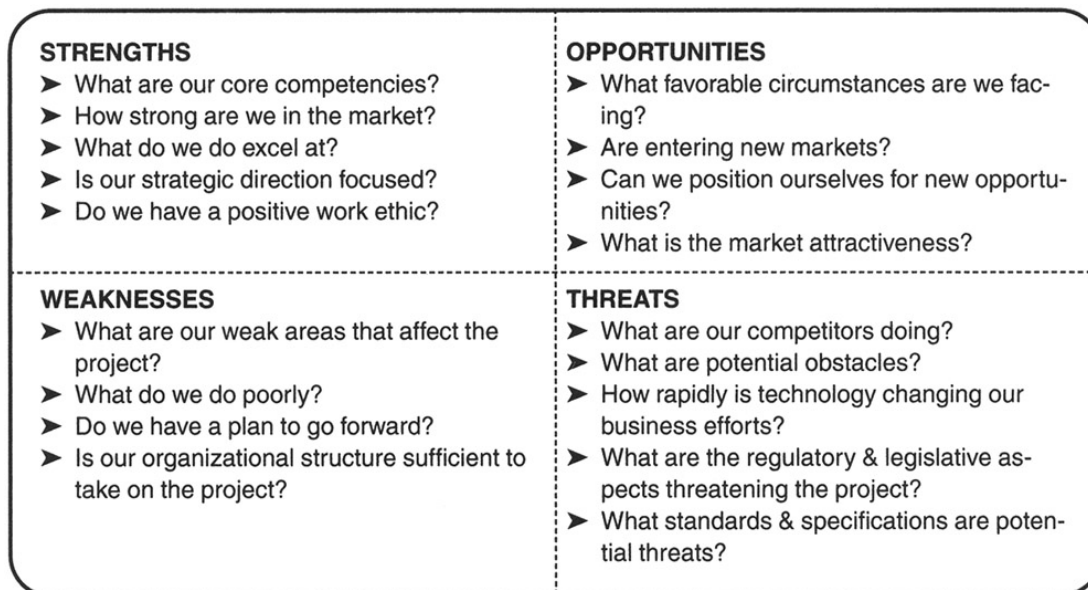 STRENGTHS
➤ What are our core competencies?
➤ How strong are we in the market?
➤ What do we do excel at?
➤ Is our strategic direction focused?
➤ Do we have a positive work ethic?
OPPORTUNITIES
➤ What favorable circumstances are we fac-
ing?
➤ Are entering new markets?
➤ Can we position ourselves for new opportu-
nities?
➤ What is the market attractiveness?
WEAKNESSES
➤ What are our weak areas that affect the
project?
➤ What do we do poorly?
➤ Do we have a plan to go forward?
➤ Is our organizational structure sufficient to
take on the project?
THREATS
➤ What are our competitors doing?
➤ What are potential obstacles?
➤ How rapidly is technology changing our
business efforts?
➤ What are the regulatory & legislative as-
pects threatening the project?
➤ What standards & specifications are poten-
tial threats?